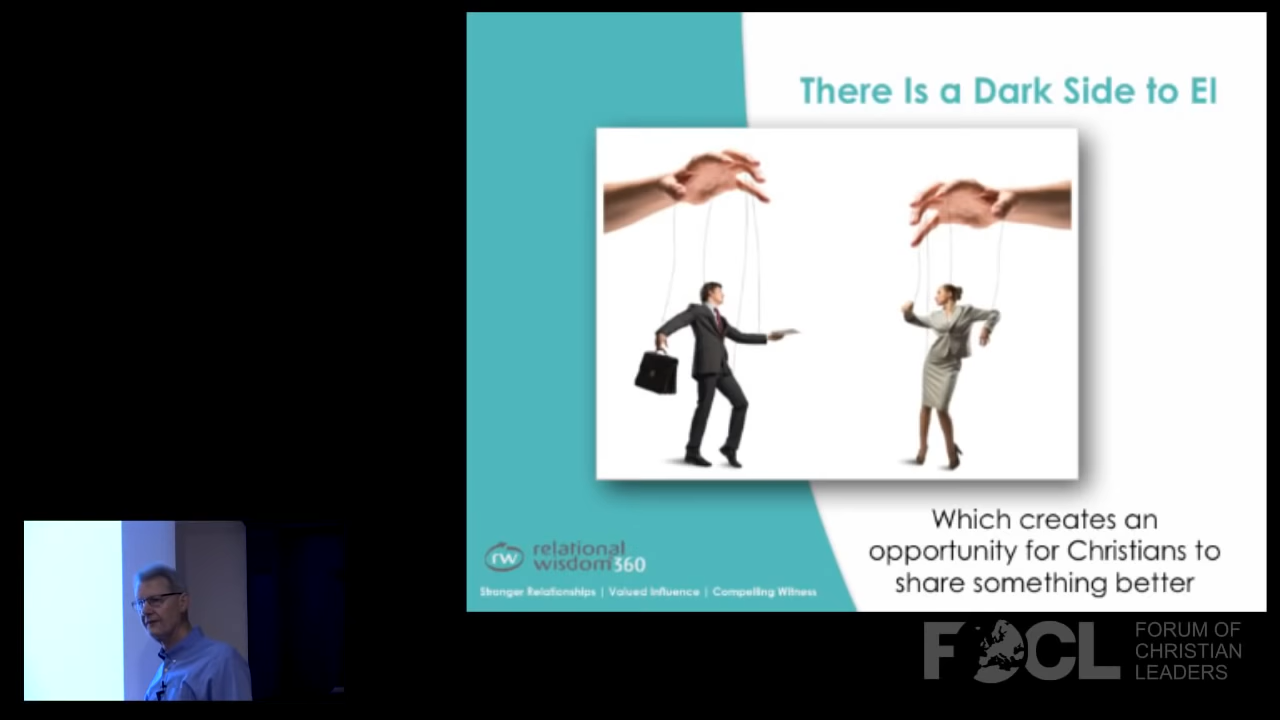 There Is a Dark Side to EI
Which creates an
opportunity for Christians to
share something better
rw relational
wisdom 360
Stronger Relationships | Valued Influence | Compelling Witness
FOCL FORUM OF
CHRISTIAN
LEADERS